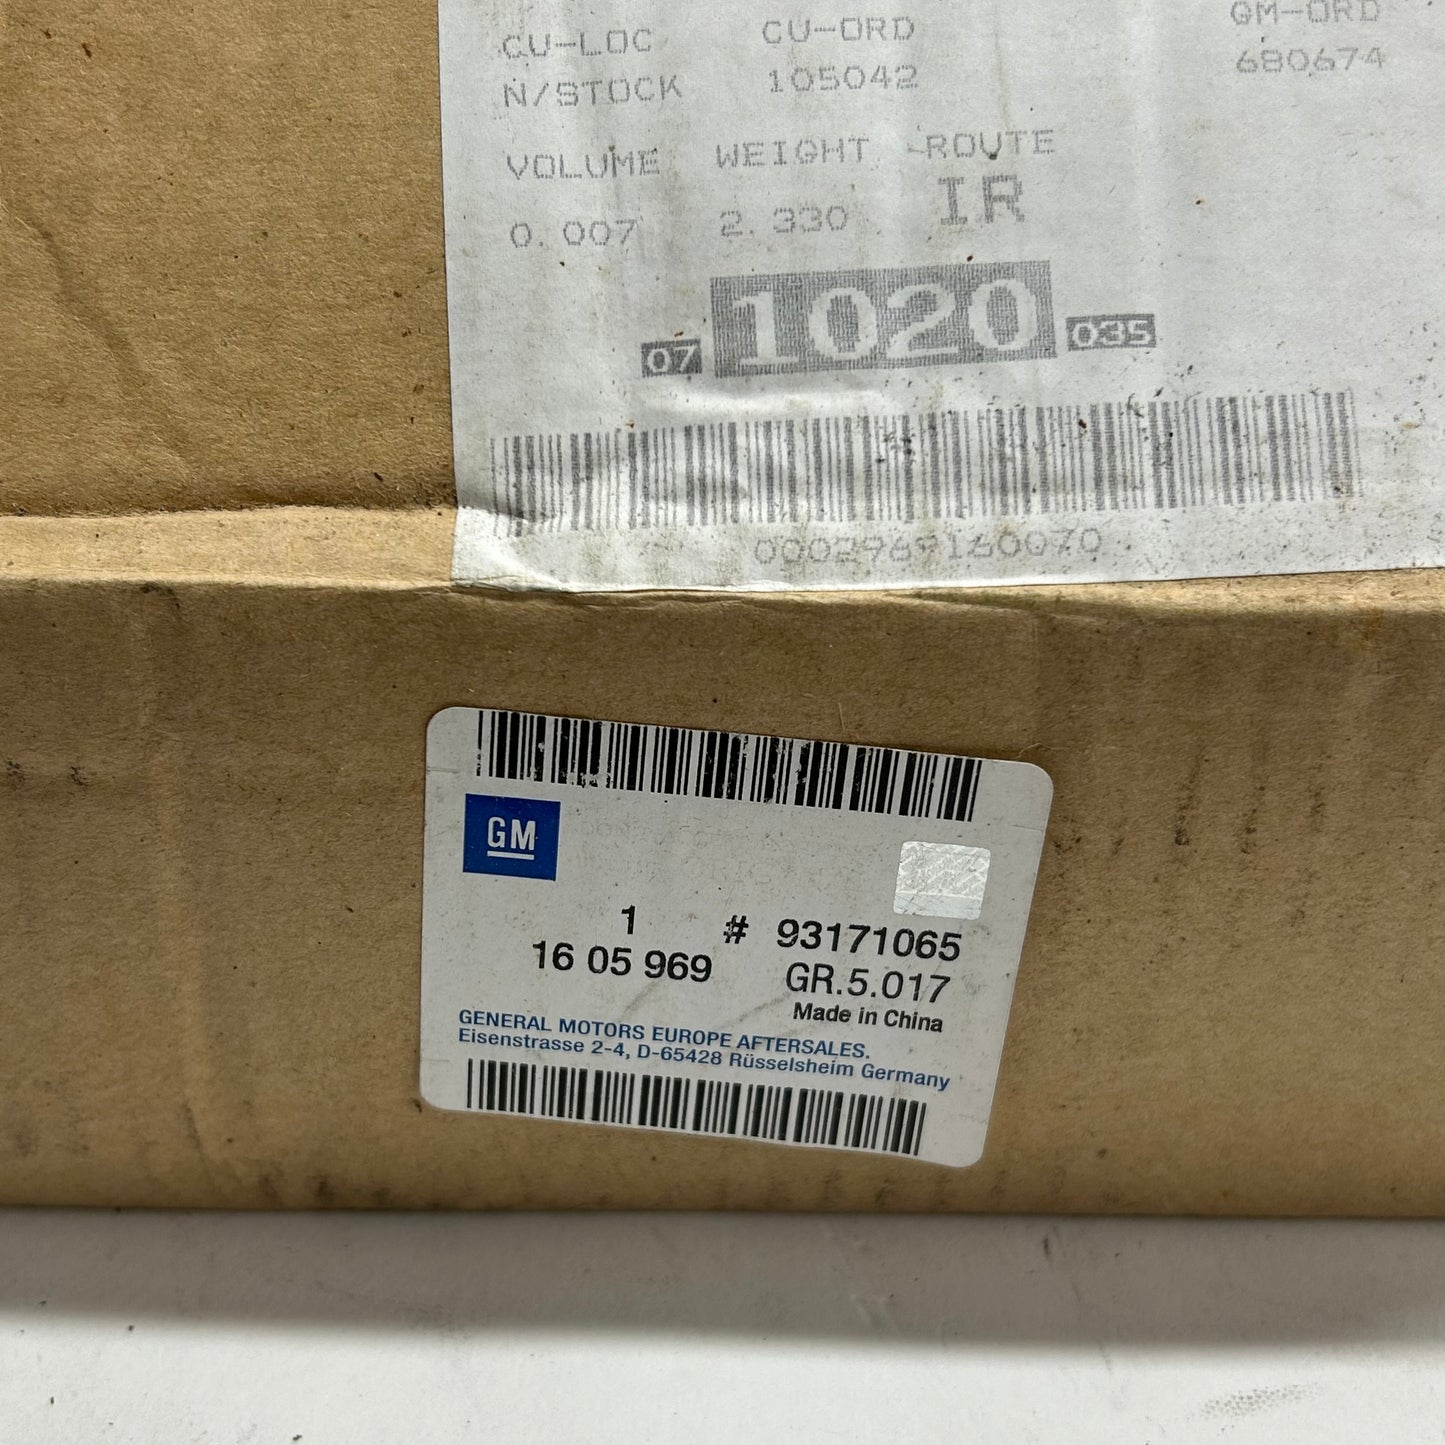 CU-LOC CU-ORD GM-ORD
N/STOCK 105042 680674
VOLUME WEIGHT ROUTE
0.007 2.330 IR
07 1020 035
0002969160070
GM
1 # 93171065
16 05 969 GR.5.017
Made in China
GENERAL MOTORS EUROPE AFTERSALES.
Eisenstrasse 2-4, D-65428 Rüsselsheim Germany